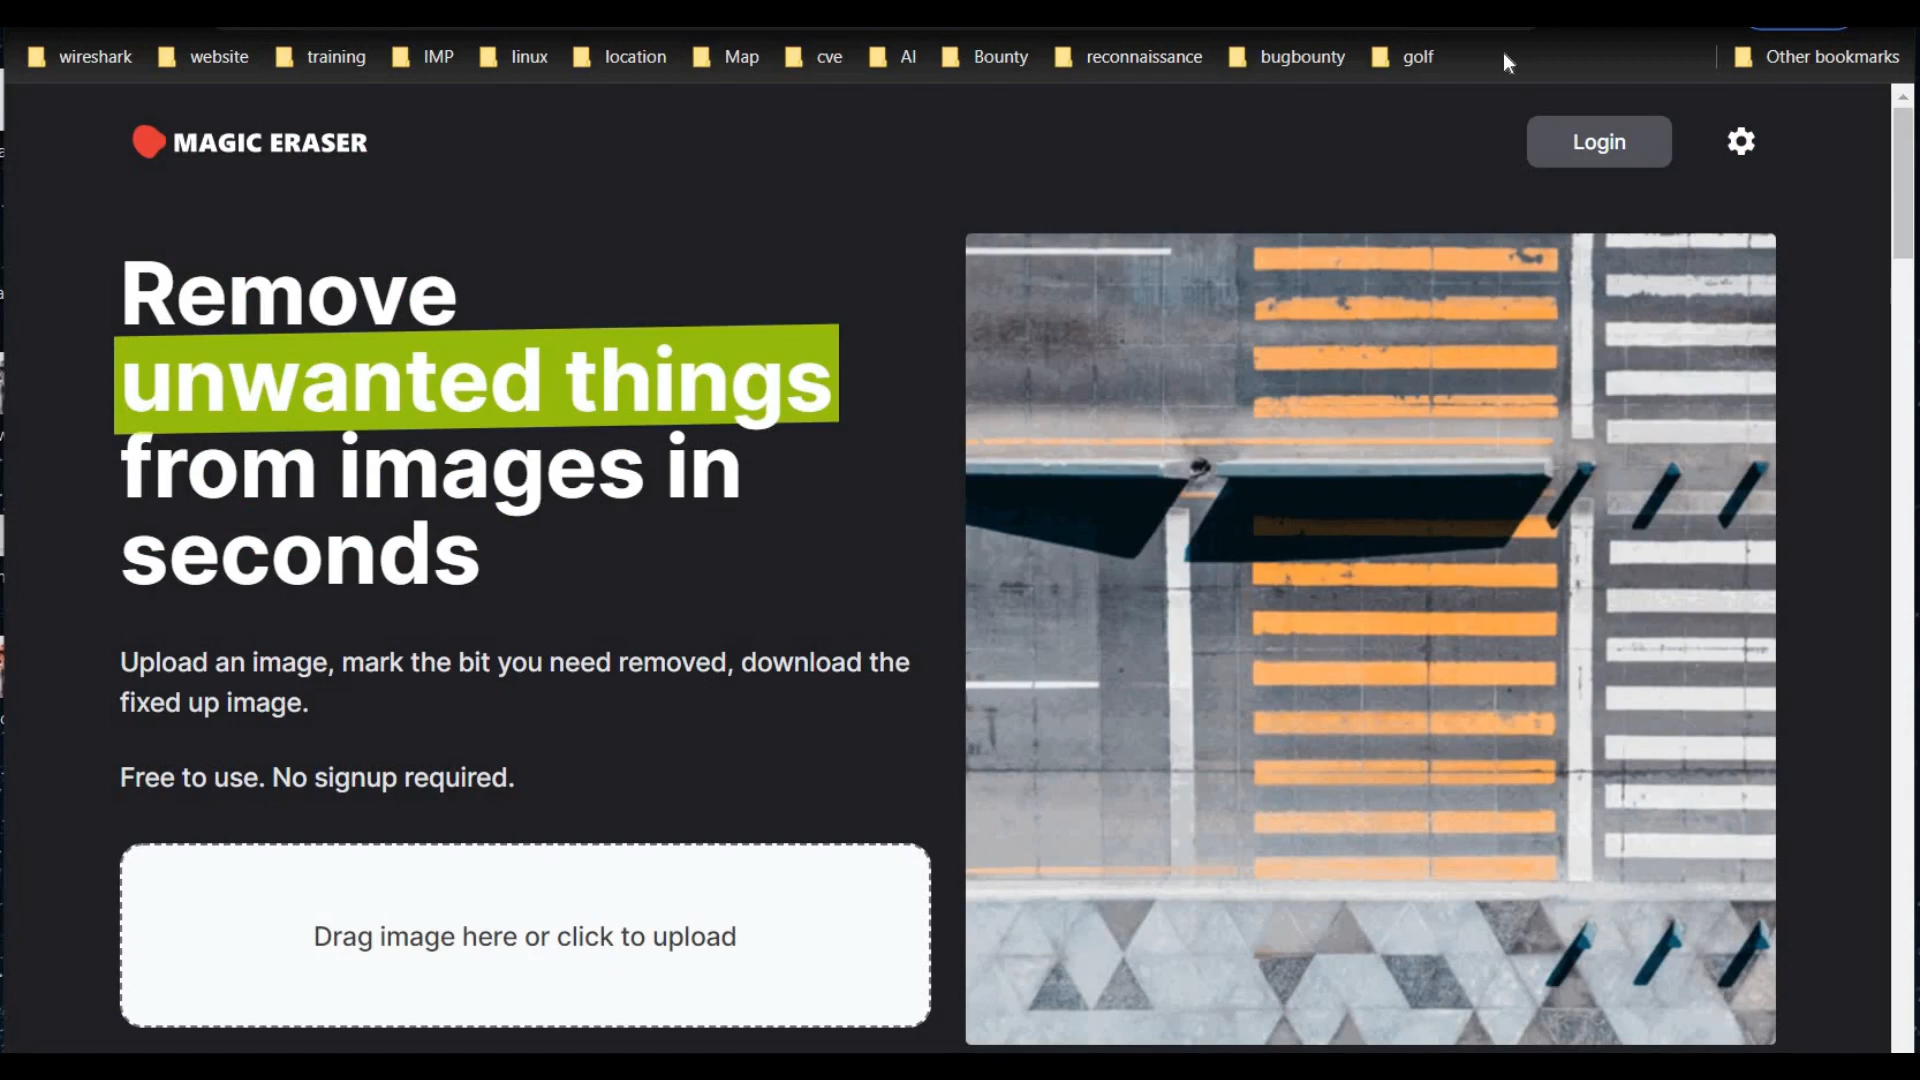 wireshark website training IMP linux location Map cve AI Bounty reconnaissance bugbounty golf Other bookmarks
MAGIC ERASER
Login
Remove
unwanted things
from images in
seconds
Upload an image, mark the bit you need removed, download the
fixed up image.
Free to use. No signup required.
Drag image here or click to upload